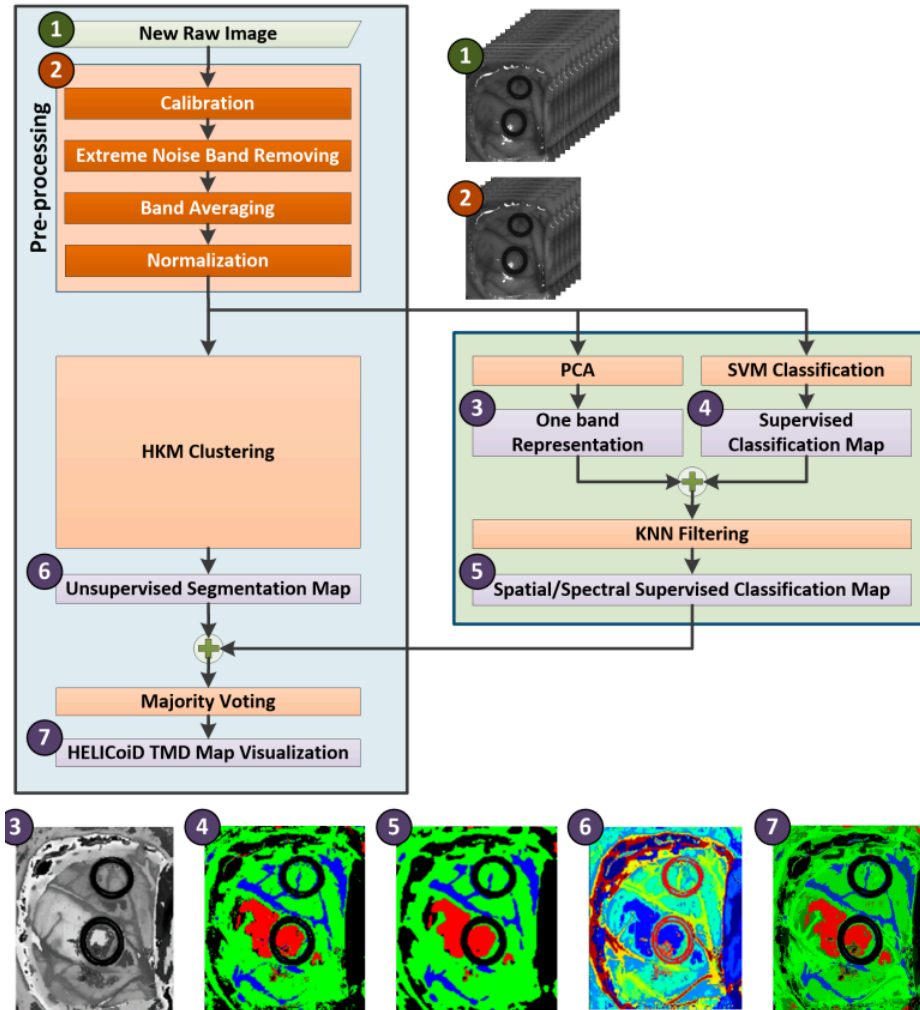 1
New Raw Image
2
Pre-processing
Calibration
Extreme Noise Band Removing
Band Averaging
Normalization
1
2
HKM Clustering
PCA
SVM Classification
3
One band
Representation
4
Supervised
Classification Map
KNN Filtering
5
Spatial/Spectral Supervised Classification Map
6
Unsupervised Segmentation Map
Majority Voting
7
HELICoiD TMD Map Visualization
3
4
5
6
7